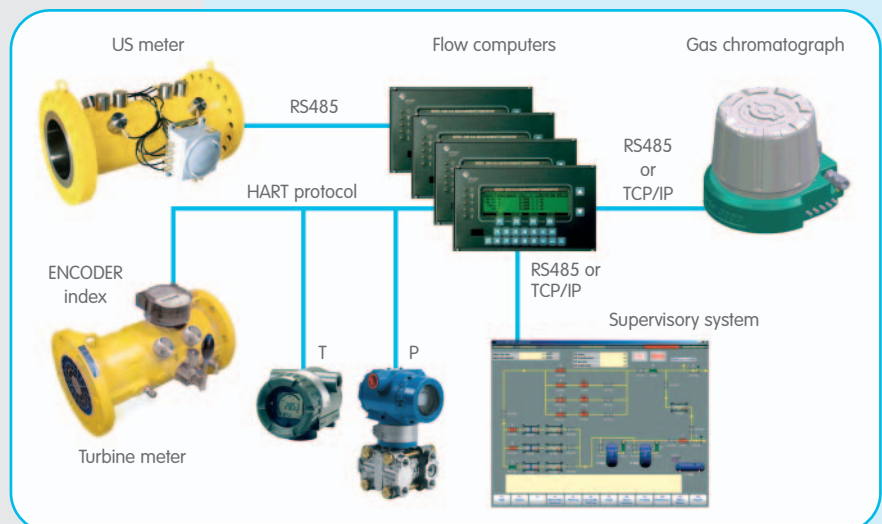 US meter
Flow computers
Gas chromatograph
RS485
RS485
or
TCP/IP
HART protocol
ENCODER
index
RS485 or
TCP/IP
Supervisory system
T
P
Turbine meter